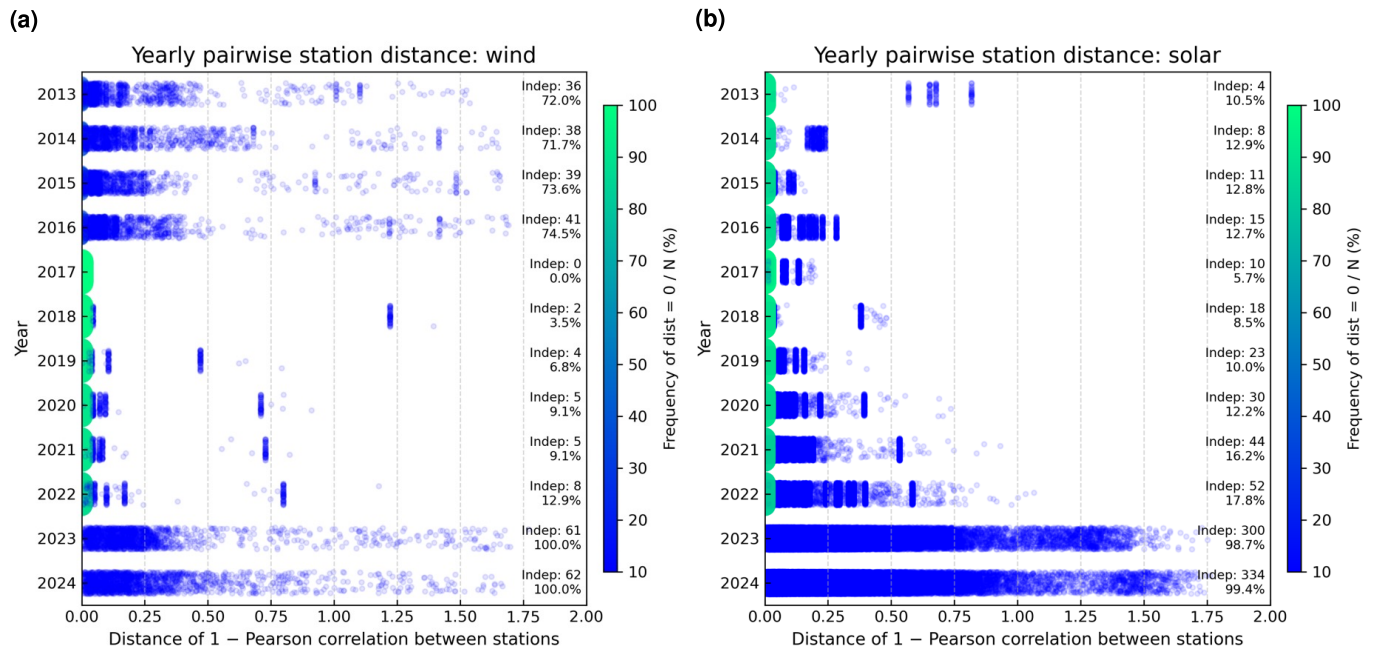 (a)
Yearly pairwise station distance: wind
Year
2013
2014
2015
2016
2017
2018
2019
2020
2021
2022
2023
2024
Indep: 36
72.0%
Indep: 38
71.7%
Indep: 39
73.6%
Indep: 41
74.5%
Indep: 0
0.0%
Indep: 2
3.5%
Indep: 4
6.8%
Indep: 5
9.1%
Indep: 5
9.1%
Indep: 8
12.9%
Indep: 61
100.0%
Indep: 62
100.0%
0.00 0.25 0.50 0.75 1.00 1.25 1.50 1.75 2.00
Distance of 1 − Pearson correlation between stations
100
90
80
70
60
50
40
30
20
10
Frequency of dist = 0 / N (%)
(b)
Yearly pairwise station distance: solar
Year
2013
2014
2015
2016
2017
2018
2019
2020
2021
2022
2023
2024
Indep: 4
10.5%
Indep: 8
12.9%
Indep: 11
12.8%
Indep: 15
12.7%
Indep: 10
5.7%
Indep: 18
8.5%
Indep: 23
10.0%
Indep: 30
12.2%
Indep: 44
16.2%
Indep: 52
17.8%
Indep: 300
98.7%
Indep: 334
99.4%
0.00 0.25 0.50 0.75 1.00 1.25 1.50 1.75 2.00
Distance of 1 − Pearson correlation between stations
100
90
80
70
60
50
40
30
20
10
Frequency of dist = 0 / N (%)